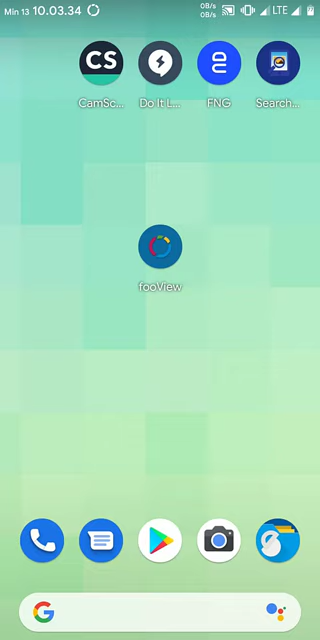 Min 13 10.03.34
0B/s
0B/s
LTE
CS
CamSc...
Do It L...
FNG
Search...
fooView